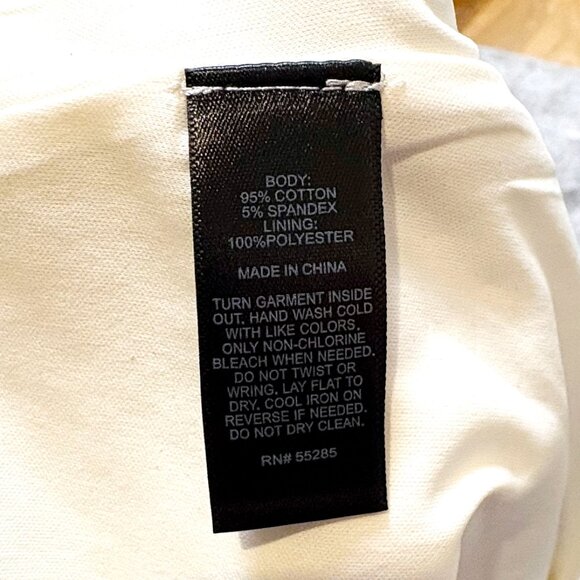 BODY:
95% COTTON
5% SPANDEX
LINING:
100%POLYESTER
MADE IN CHINA
TURN GARMENT INSIDE
OUT, HAND WASH COLD
WITH LIKE COLORS,
ONLY NON-CHLORINE
BLEACH WHEN NEEDED.
DO NOT TWIST OR
WRING, LAY FLAT TO
DRY. COOL IRON ON
REVERSE IF NEEDED.
DO NOT DRY CLEAN.
RN# 55285